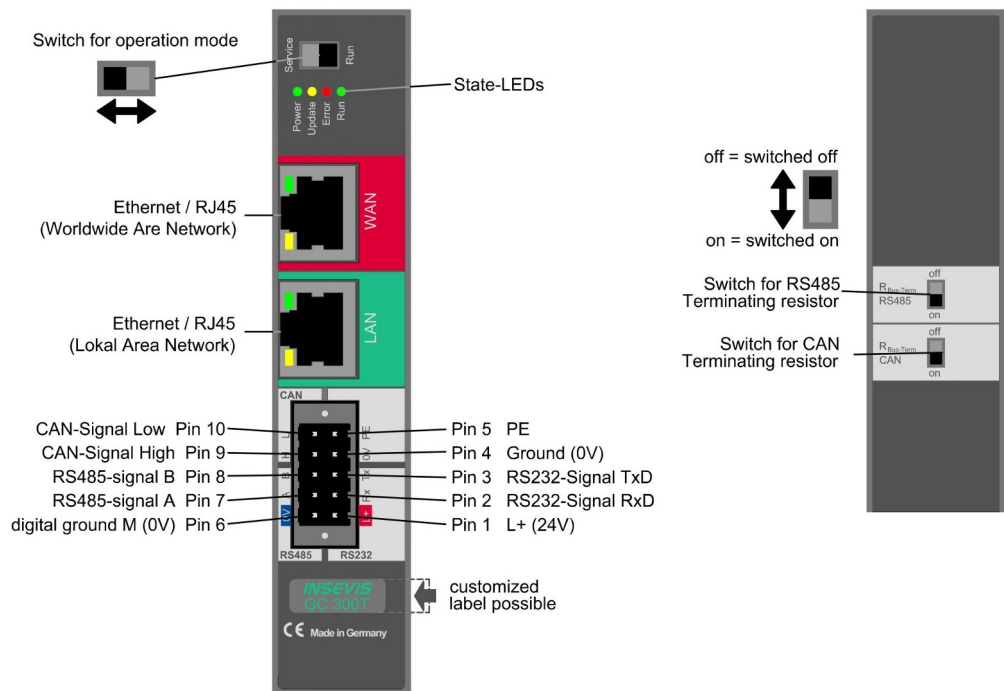 Switch for operation mode
Service
Run
State-LEDs
Power
Update
Error
Run
Ethernet / RJ45
(Worldwide Are Network)
WAN
Ethernet / RJ45
(Lokal Area Network)
LAN
CAN
CAN-Signal Low Pin 10
L
PE
Pin 5 PE
CAN-Signal High Pin 9
H
0V
Pin 4 Ground (0V)
RS485-signal B Pin 8
B
Tx
Pin 3 RS232-Signal TxD
RS485-signal A Pin 7
A
Rx
Pin 2 RS232-Signal RxD
digital ground M (0V) Pin 6
0V
L+
Pin 1 L+ (24V)
RS485
RS232
INSEVIS
GC 300T
customized
label possible
CE Made in Germany
off = switched off
on = switched on
Switch for RS485
Terminating resistor
off
RBus-Term
RS485
on
Switch for CAN
Terminating resistor
off
RBus-Term
CAN
on